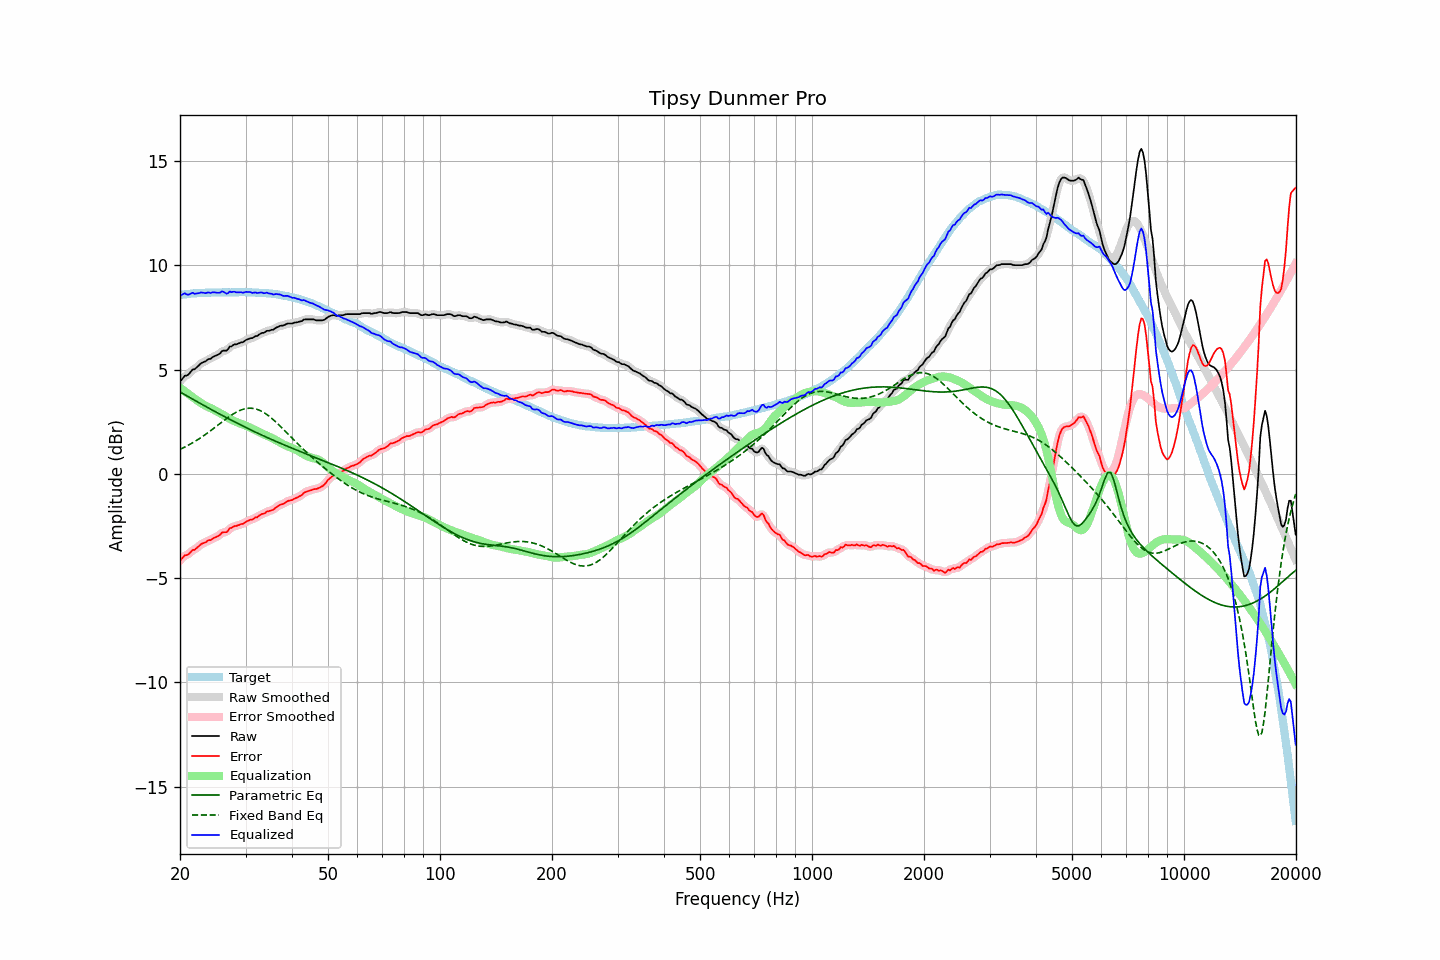 Tipsy Dunmer Pro
Amplitude (dBr)
15
10
5
0
−5
−10
−15
Target
Raw Smoothed
Error Smoothed
Raw
Error
Equalization
Parametric Eq
Fixed Band Eq
Equalized
20 50 100 200 500 1000 2000 5000 10000 20000
Frequency (Hz)